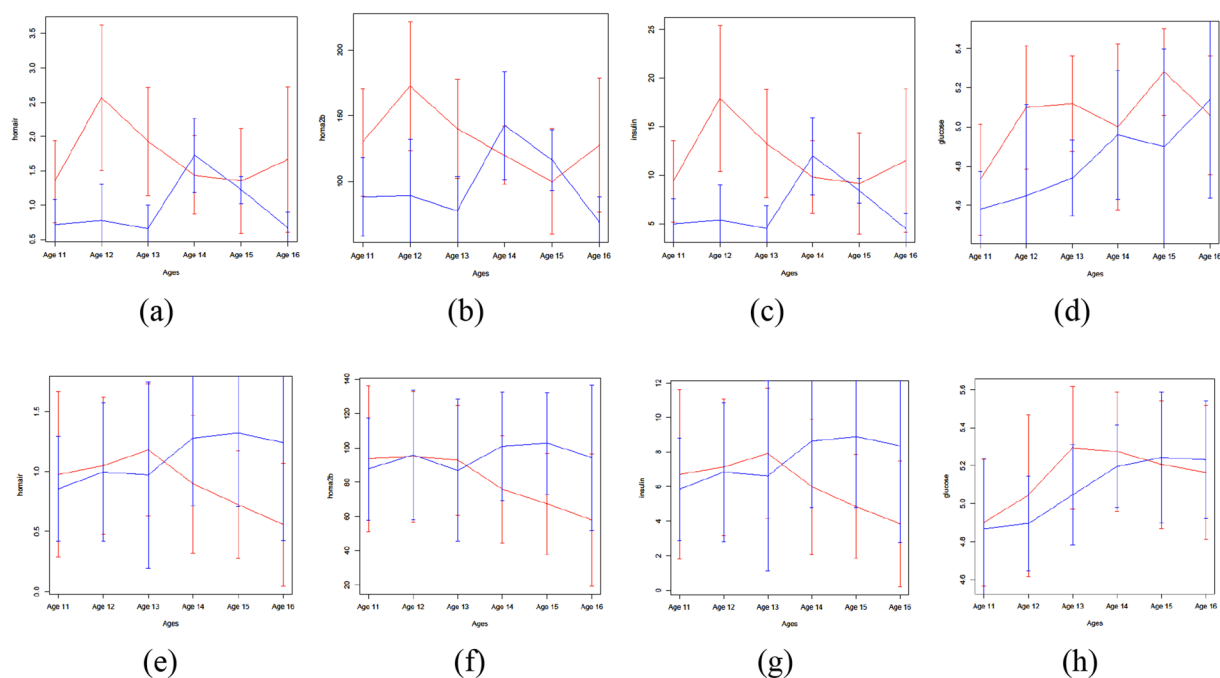 homair
0.5 1.0 1.5 2.0 2.5 3.0 3.5
Age 11 Age 12 Age 13 Age 14 Age 15 Age 16
Ages
(a)
homa2b
100 150 200
Age 11 Age 12 Age 13 Age 14 Age 15 Age 16
Ages
(b)
insulin
5 10 15 20 25
Age 11 Age 12 Age 13 Age 14 Age 15 Age 16
Ages
(c)
glucose
4.6 4.8 5.0 5.2 5.4
Age 11 Age 12 Age 13 Age 14 Age 15 Age 16
Ages
(d)
homair
0.0 0.5 1.0 1.5
Age 11 Age 12 Age 13 Age 14 Age 15 Age 16
Ages
(e)
homa2b
20 40 60 80 100 120 140
Age 11 Age 12 Age 13 Age 14 Age 15 Age 16
Ages
(f)
insulin
0 2 4 6 8 10 12
Age 11 Age 12 Age 13 Age 14 Age 15 Age 16
Ages
(g)
glucose
4.6 4.8 5.0 5.2 5.4 5.6
Age 11 Age 12 Age 13 Age 14 Age 15 Age 16
Ages
(h)